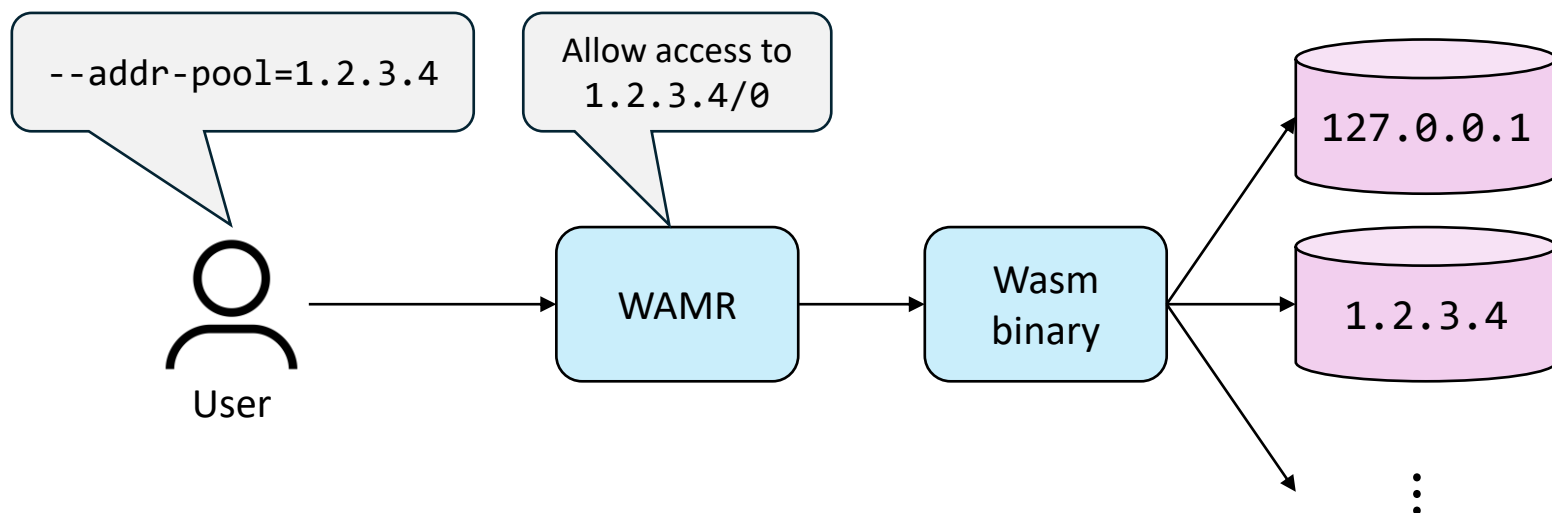 --addr-pool=1.2.3.4
Allow access to
1.2.3.4/0
User
WAMR
Wasm
binary
127.0.0.1
1.2.3.4
⋮